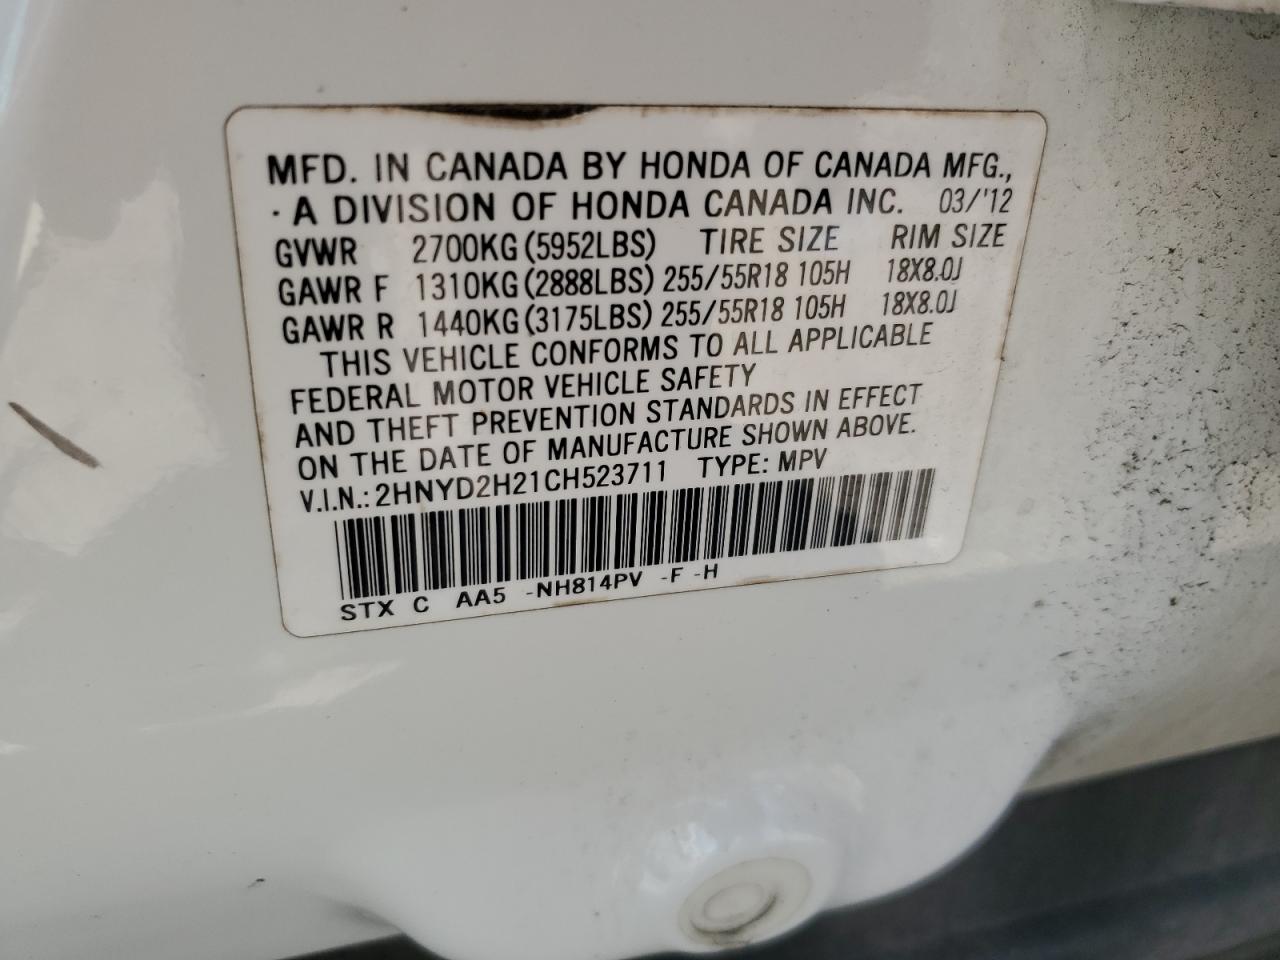 MFD. IN CANADA BY HONDA OF CANADA MFG.,
· A DIVISION OF HONDA CANADA INC. 03/'12
GVWR 2700KG (5952LBS) TIRE SIZE RIM SIZE
GAWR F 1310KG (2888LBS) 255/55R18 105H 18X8.0J
GAWR R 1440KG (3175LBS) 255/55R18 105H 18X8.0J
THIS VEHICLE CONFORMS TO ALL APPLICABLE
FEDERAL MOTOR VEHICLE SAFETY
AND THEFT PREVENTION STANDARDS IN EFFECT
ON THE DATE OF MANUFACTURE SHOWN ABOVE.
V.I.N.: 2HNYD2H21CH523711 TYPE: MPV
STX C AA5 -NH814PV -F -H